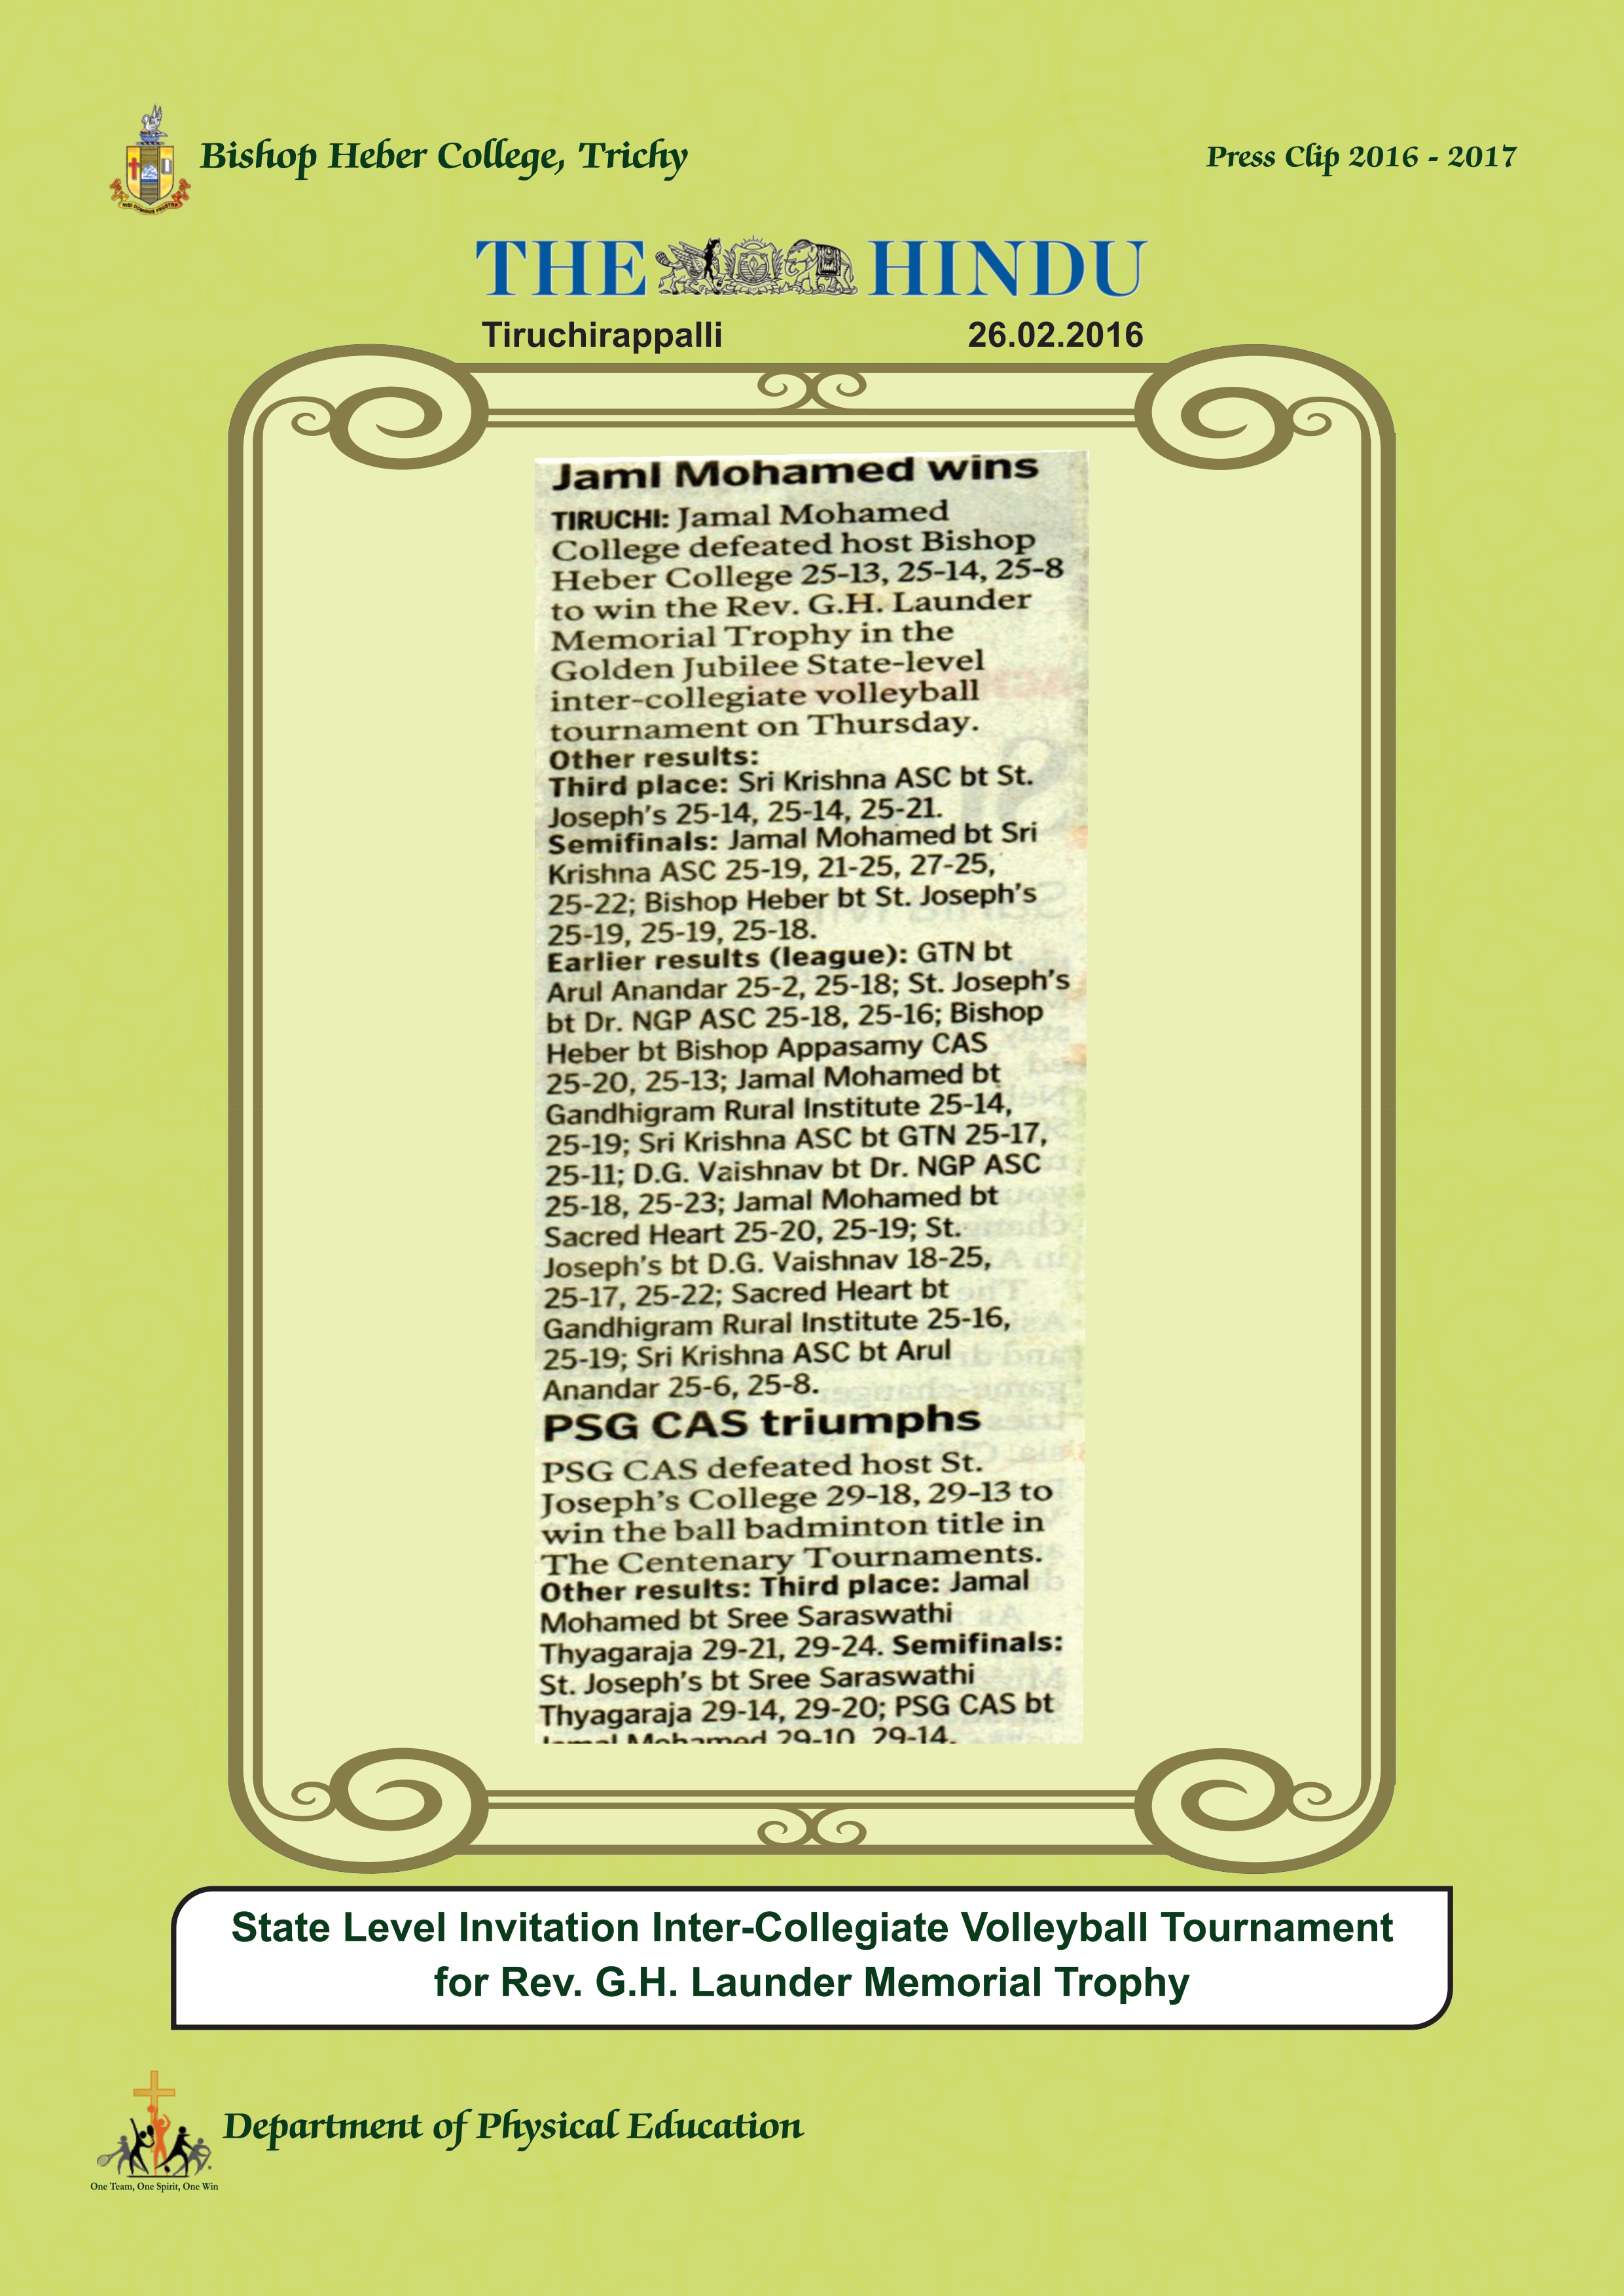 Bishop Heber College, Trichy
Press Clip 2016 - 2017
THE HINDU
Tiruchirappalli
26.02.2016
Jaml Mohamed wins
TIRUCHI: Jamal Mohamed
College defeated host Bishop
Heber College 25-13, 25-14, 25-8
to win the Rev. G.H. Launder
Memorial Trophy in the
Golden Jubilee State-level
inter-collegiate volleyball
tournament on Thursday.
Other results:
Third place: Sri Krishna ASC bt St.
Joseph's 25-14, 25-14, 25-21.
Semifinals: Jamal Mohamed bt Sri
Krishna ASC 25-19, 21-25, 27-25,
25-22; Bishop Heber bt St. Joseph's
25-19, 25-19, 25-18.
Earlier results (league): GTN bt
Arul Anandar 25-2, 25-18; St. Joseph's
bt Dr. NGP ASC 25-18, 25-16; Bishop
Heber bt Bishop Appasamy CAS
25-20, 25-13; Jamal Mohamed bt
Gandhigram Rural Institute 25-14,
25-19; Sri Krishna ASC bt GTN 25-17,
25-11; D.G. Vaishnav bt Dr. NGP ASC
25-18, 25-23; Jamal Mohamed bt
Sacred Heart 25-20, 25-19; St.
Joseph's bt D.G. Vaishnav 18-25,
25-17, 25-22; Sacred Heart bt
Gandhigram Rural Institute 25-16,
25-19; Sri Krishna ASC bt Arul
Anandar 25-6, 25-8.
PSG CAS triumphs
PSG CAS defeated host St.
Joseph's College 29-18, 29-13 to
win the ball badminton title in
The Centenary Tournaments.
Other results: Third place: Jamal
Mohamed bt Sree Saraswathi
Thyagaraja 29-21, 29-24. Semifinals:
St. Joseph's bt Sree Saraswathi
Thyagaraja 29-14, 29-20; PSG CAS bt
Jamal Mohamed 29-10, 29-14.
State Level Invitation Inter-Collegiate Volleyball Tournament
for Rev. G.H. Launder Memorial Trophy
Department of Physical Education
One Team, One Spirit, One Win